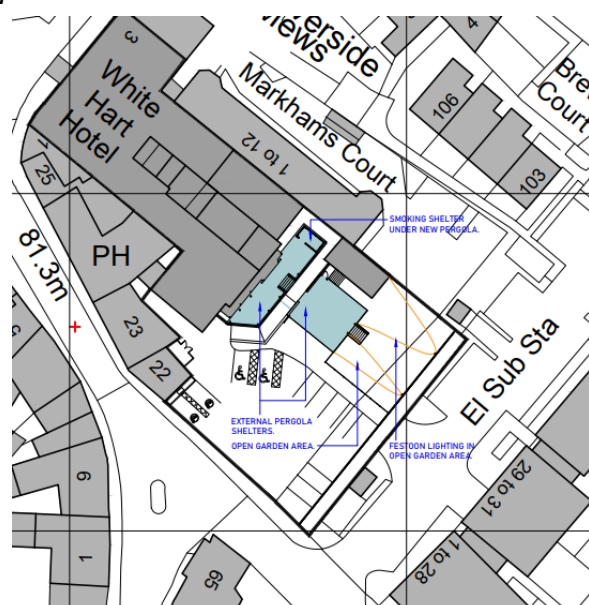 erside
Views
4
3
White
Hart
Hotel
Markhams Court
1 to 12
106
103
Court
25
SMOKING SHELTER
UNDER NEW PERGOLA.
81.3m
PH
23
22
El Sub Sta
EXTERNAL PERGOLA
SHELTERS.
OPEN GARDEN AREA.
FESTOON LIGHTING IN
OPEN GARDEN AREA.
9
1
29 to 31
1 to 28
65